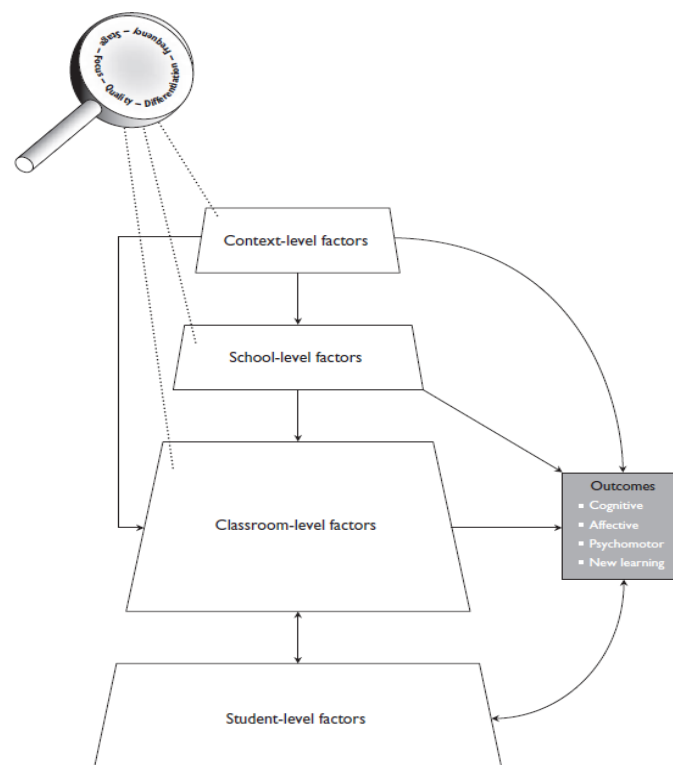 Frequency – Stage – Focus – Quality – Differentiation –
Context-level factors
School-level factors
Classroom-level factors
Outcomes
Cognitive
Affective
Psychomotor
New learning
Student-level factors